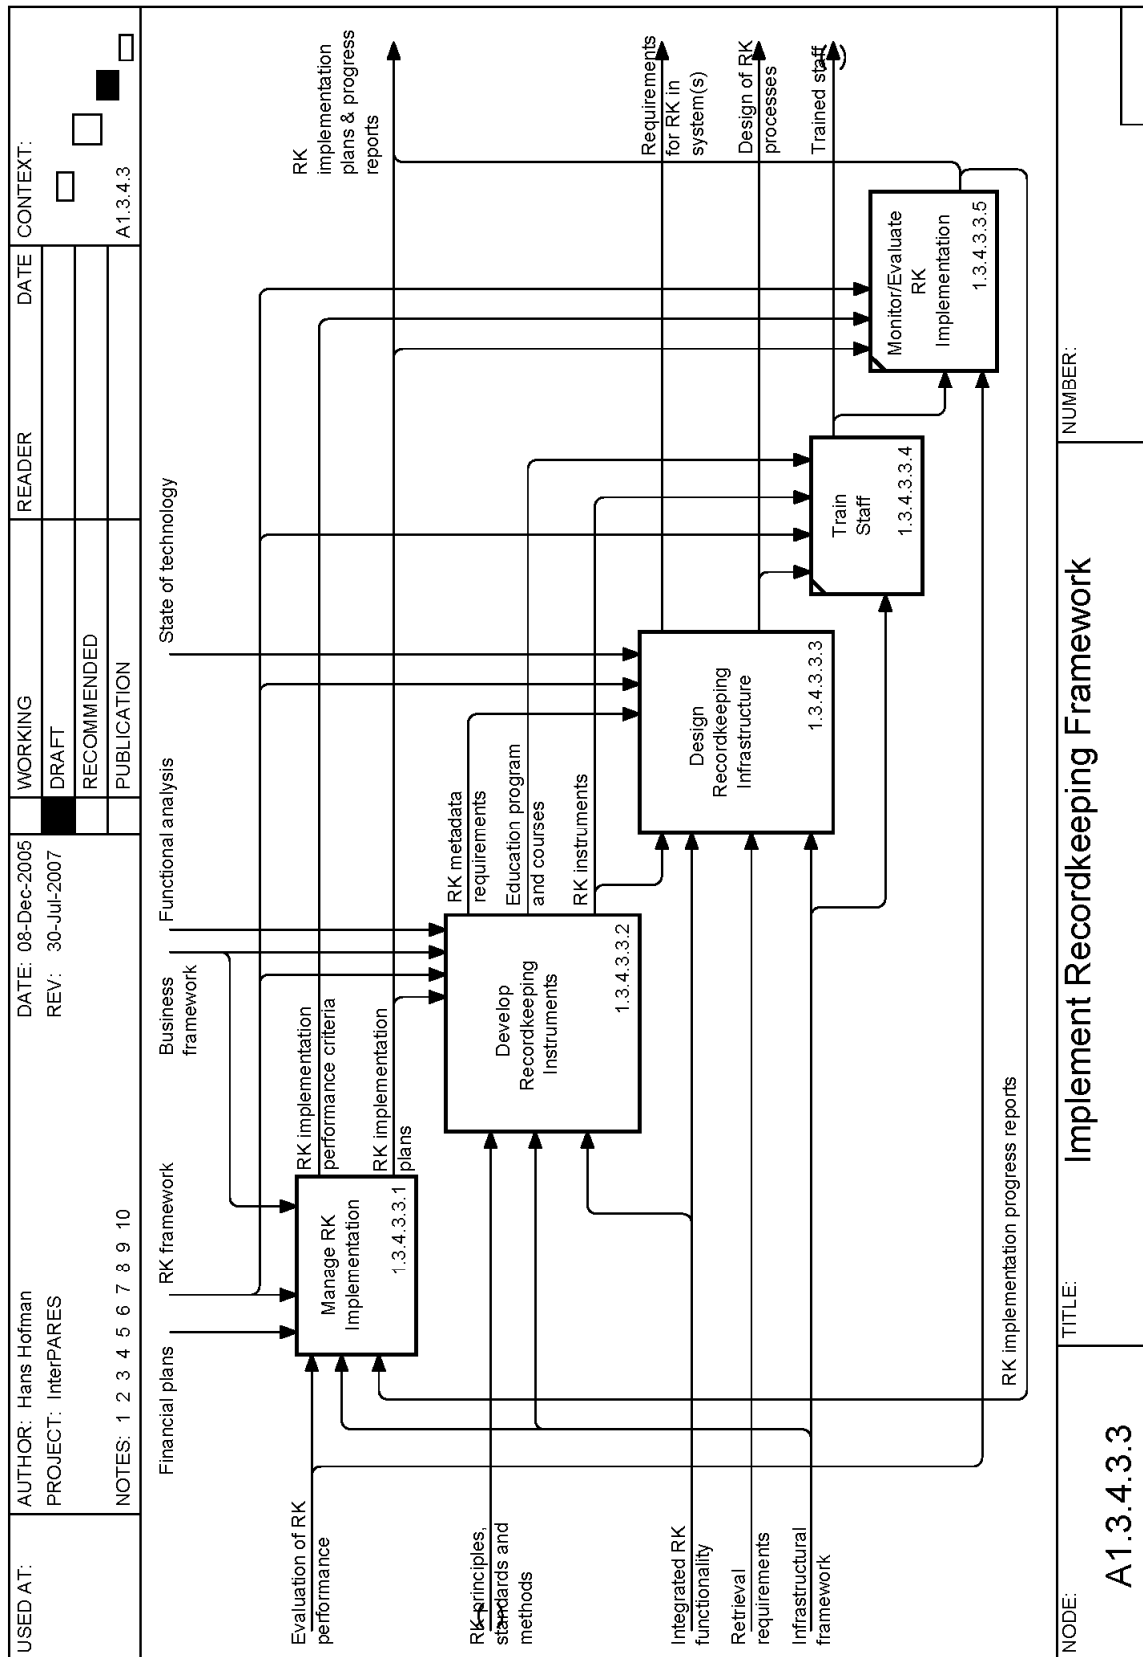 USED AT:
AUTHOR: Hans Hofman
PROJECT: InterPARES
NOTES: 1 2 3 4 5 6 7 8 9 10
DATE: 08-Dec-2005
REV: 30-Jul-2007
WORKING
DRAFT
RECOMMENDED
PUBLICATION
READER
DATE
CONTEXT:
A1.3.4.3
Financial plans
RK framework
Business
framework
Functional analysis
State of technology
Evaluation of RK
performance
RK principles,
standards and
methods
Integrated RK
functionality
Retrieval
requirements
Infrastructural
framework
Manage RK
Implementation
1.3.4.3.3.1
RK implementation
performance criteria
RK implementation
plans
Develop
Recordkeeping
Instruments
1.3.4.3.3.2
RK metadata
requirements
Education program
and courses
RK instruments
Design
Recordkeeping
Infrastructure
1.3.4.3.3.3
Train
Staff
1.3.4.3.3.4
Monitor/Evaluate
RK
Implementation
1.3.4.3.3.5
RK
implementation
plans & progress
reports
Requirements
for RK in
system(s)
Design of RK
processes
Trained staff
RK implementation progress reports
NODE:
A1.3.4.3.3
TITLE:
Implement Recordkeeping Framework
NUMBER: